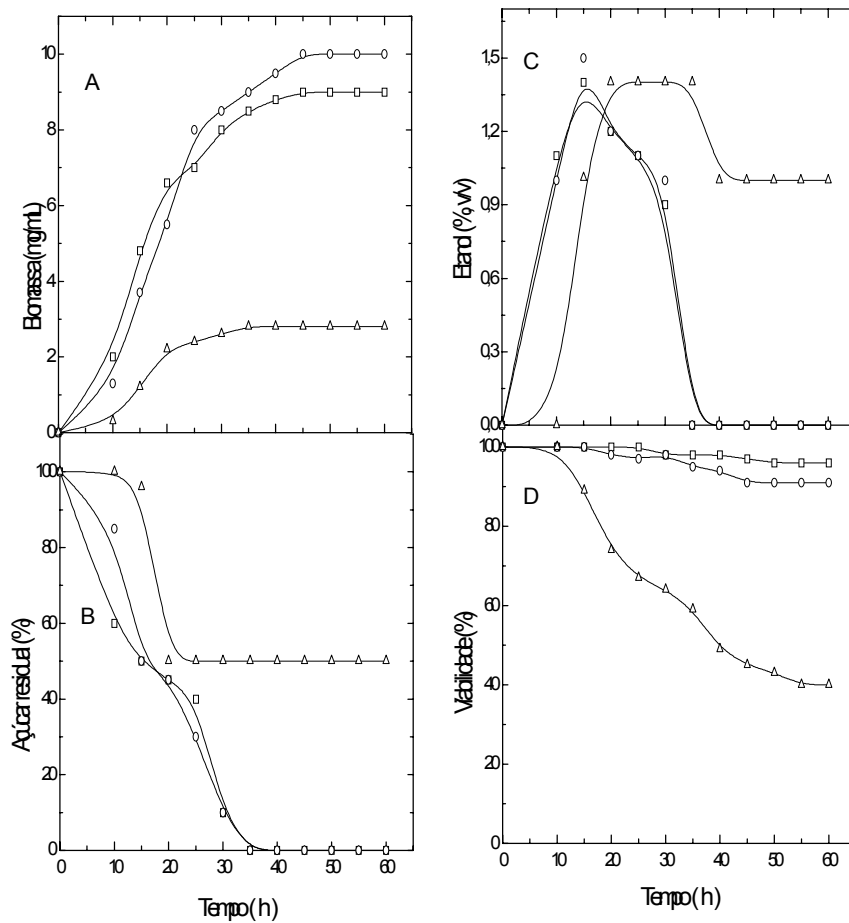 A
Biomassa (mg/mL)
10
8
6
4
2
0
B
Açúcar residual (%)
100
80
60
40
20
0
0 10 20 30 40 50 60
Tempo ( h )
C
Etanol (%, v/v)
1,5
1,2
0,9
0,6
0,3
0,0
D
Viabilidade (%)
100
80
60
40
20
0
0 10 20 30 40 50 60
Tempo ( h )